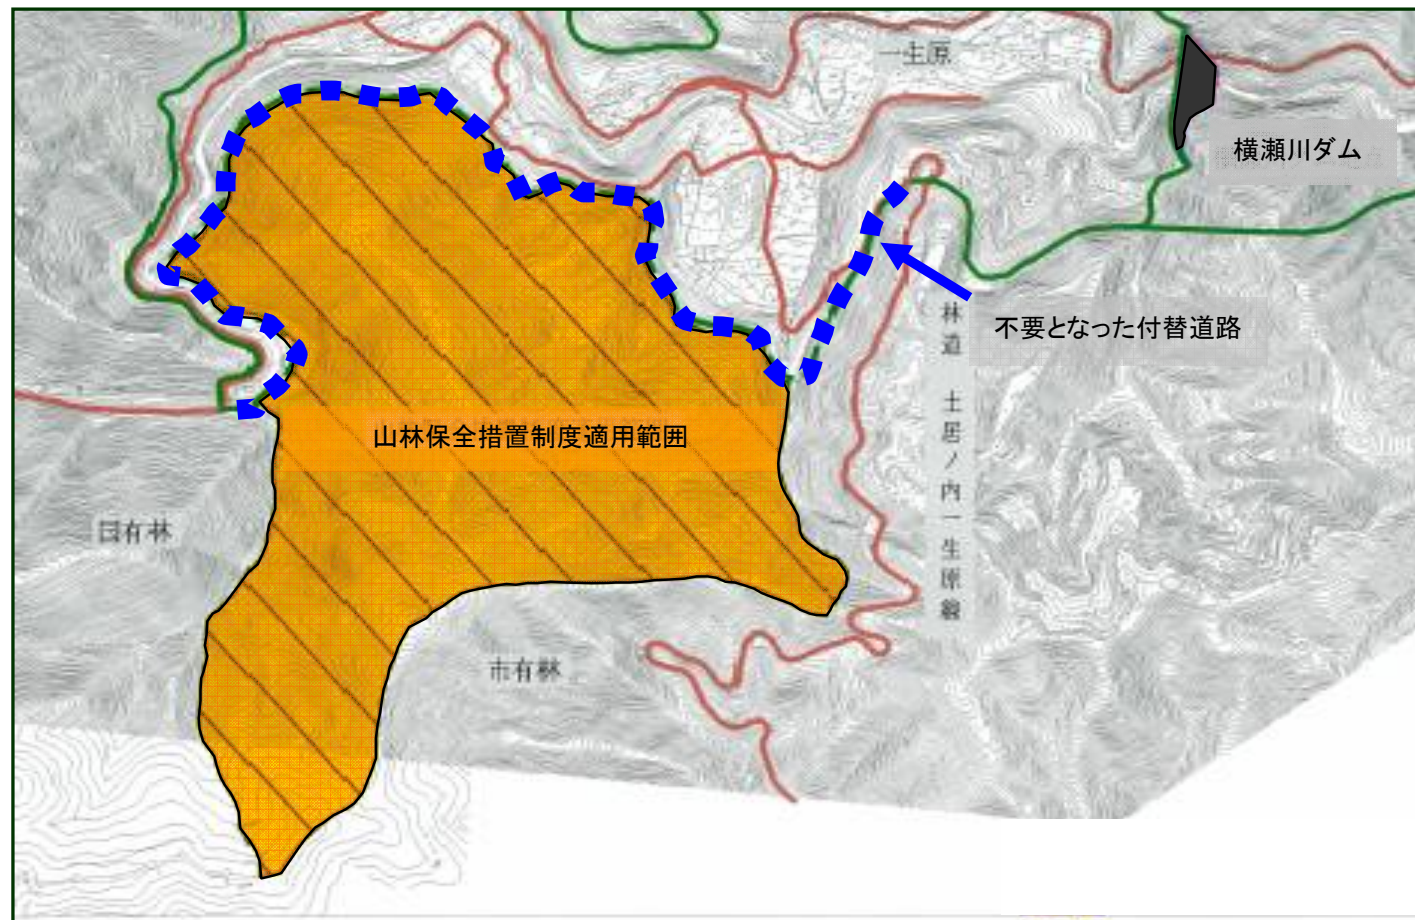 一生原
横瀬川ダム
不要となった付替道路
林道 土居ノ内一生原線
山林保全措置制度適用範囲
国有林
市有林